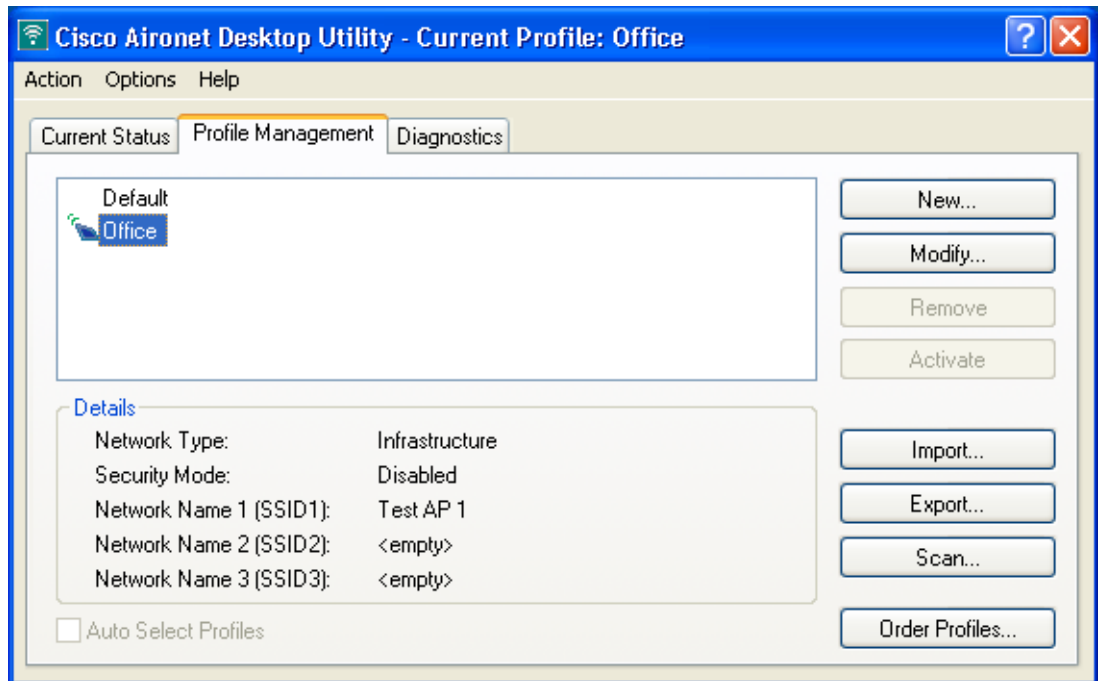 Cisco Aironet Desktop Utility - Current Profile: Office
Action Options Help
Current Status Profile Management Diagnostics
Default
Office
New...
Modify...
Remove
Activate
Details
Network Type: Infrastructure
Security Mode: Disabled
Network Name 1 (SSID1): Test AP 1
Network Name 2 (SSID2): <empty>
Network Name 3 (SSID3): <empty>
Import...
Export...
Scan...
Auto Select Profiles
Order Profiles...